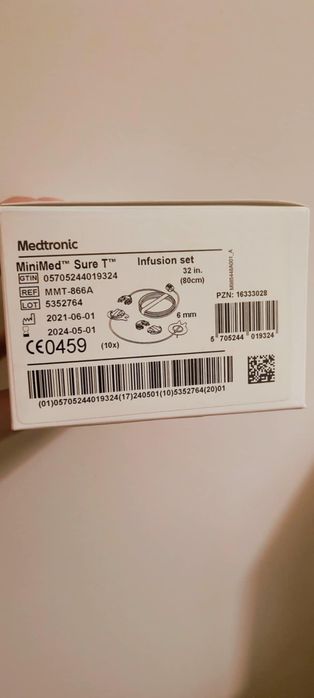 Medtronic
MiniMed™ Sure T™ Infusion set
GTIN 05705244019324
32 in.
(80cm)
REF MMT-866A
LOT 5352764
PZN: 16333028
2021-06-01
6 mm
2024-05-01
CE0459
(10x)
5 705244 019324
(01)05705244019324(17)240501(10)5352764(20)01